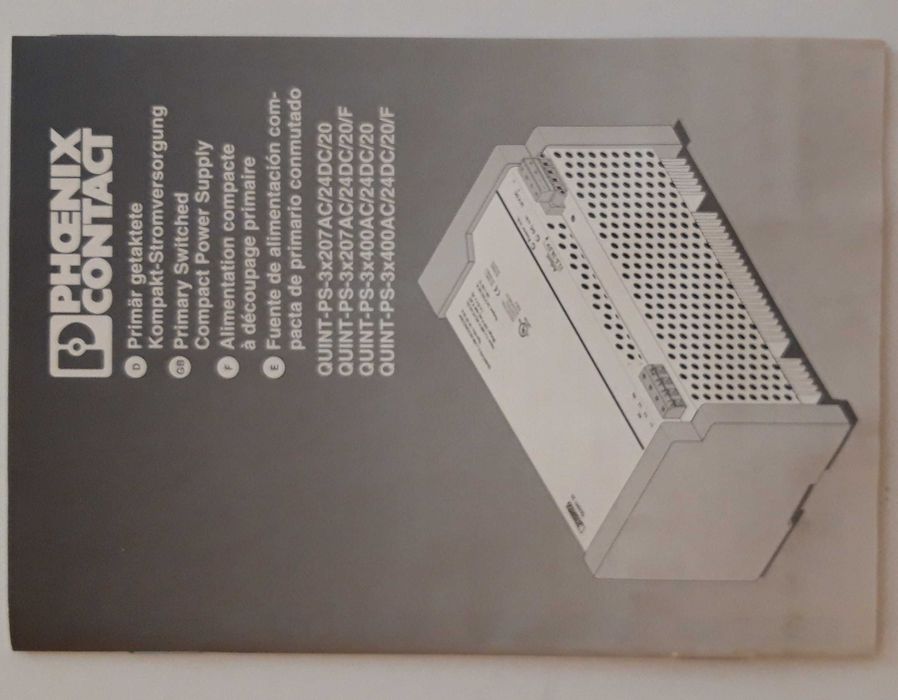 PHŒNIX
CONTACT
D Primär getaktete
Kompakt-Stromversorgung
GB Primary Switched
Compact Power Supply
F Alimentation compacte
à découpage primaire
E Fuente de alimentación com-
pacta de primario conmutado
QUINT-PS-3x207AC/24DC/20
QUINT-PS-3x207AC/24DC/20/F
QUINT-PS-3x400AC/24DC/20
QUINT-PS-3x400AC/24DC/20/F